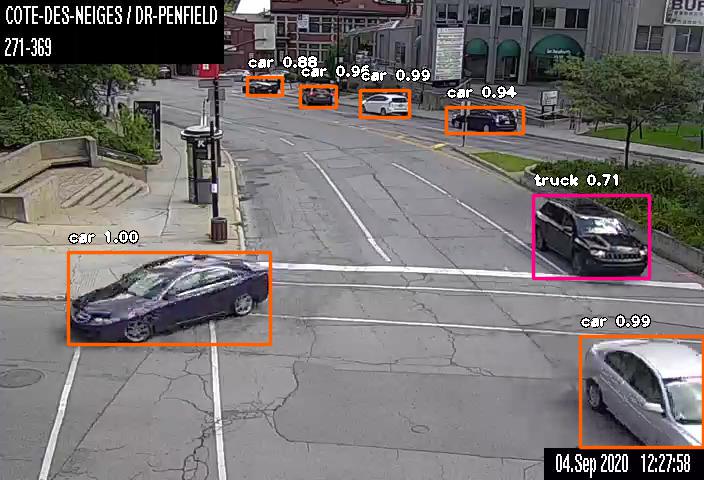 COTE-DES-NEIGES / DR-PENFIELD
271-369
car 0.88
car 0.96
car 0.99
car 0.94
BUF
truck 0.71
car 1.00
car 0.99
04.Sep 2020 12:27:58